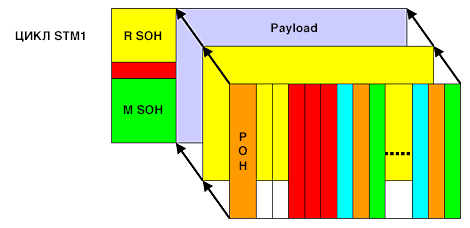 ЦИКЛ STM1
R SOH
Payload
M SOH
P
O
H